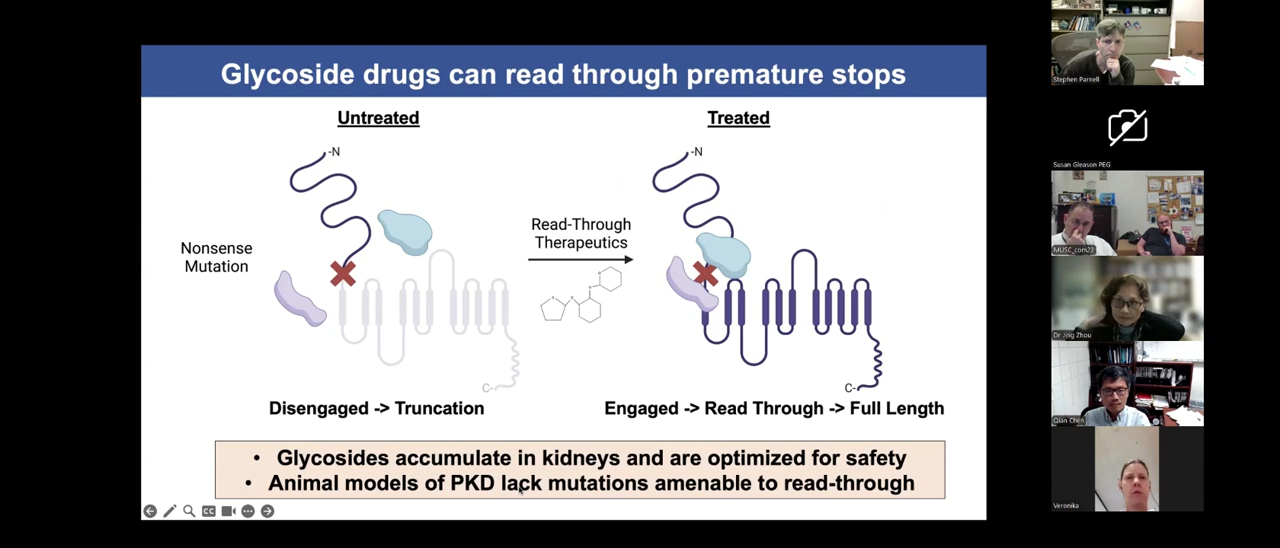 Glycoside drugs can read through premature stops
Untreated
Treated
-N
-N
Nonsense
Mutation
Read-Through
Therapeutics
C-
C-
Disengaged -> Truncation
Engaged -> Read Through -> Full Length
• Glycosides accumulate in kidneys and are optimized for safety
• Animal models of PKD lack mutations amenable to read-through
Stephen Parnell
Susan Gleason PEG
MUSC_com22
Dr Jing Zhou
Qian Chen
Veronika